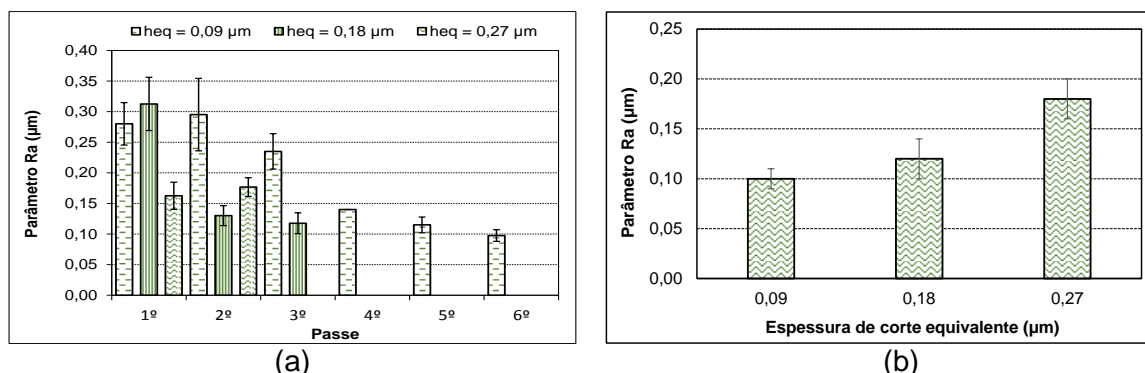 heq = 0,09 µm heq = 0,18 µm heq = 0,27 µm
0,40
0,35
0,30
0,25
0,20
0,15
0,10
0,05
0,00
Parâmetro Ra (µm)
1º 2º 3º 4º 5º 6º
Passe
(a)
0,25
0,20
0,15
0,10
0,05
0,00
Parâmetro Ra (µm)
0,09 0,18 0,27
Espessura de corte equivalente (µm)
(b)